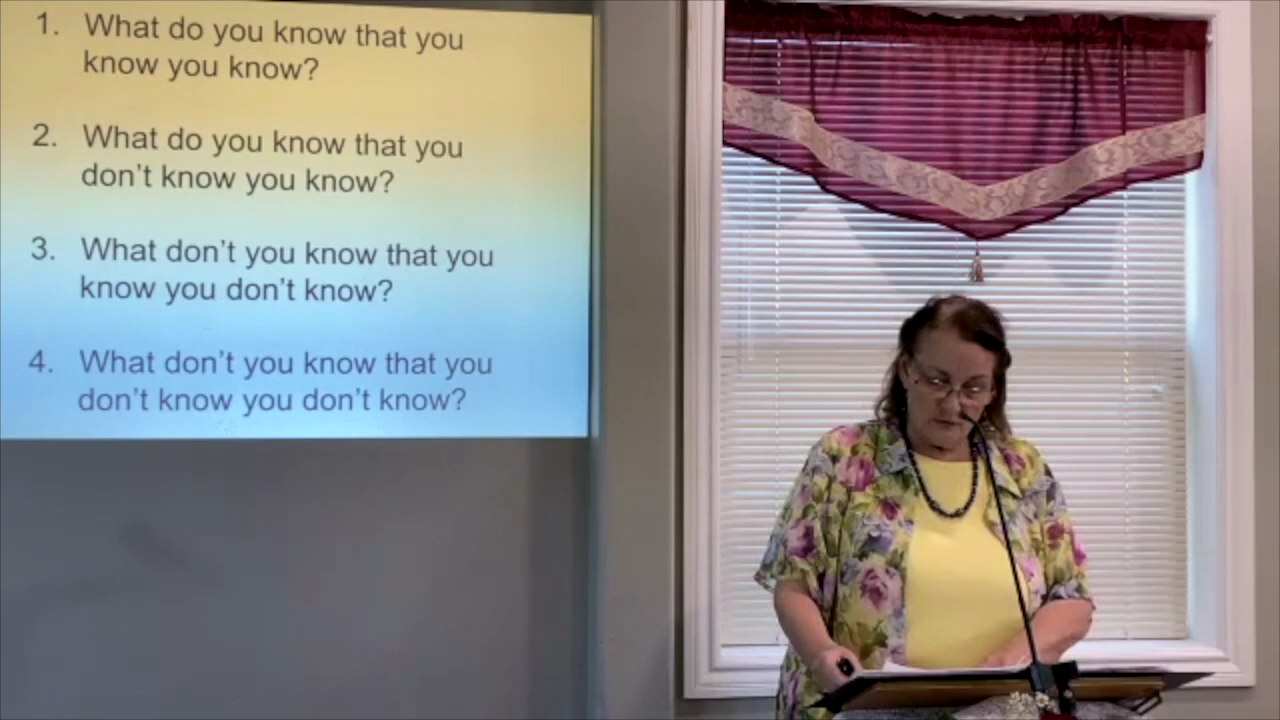 1. What do you know that you
know you know?
2. What do you know that you
don't know you know?
3. What don't you know that you
know you don't know?
4. What don't you know that you
don't know you don't know?